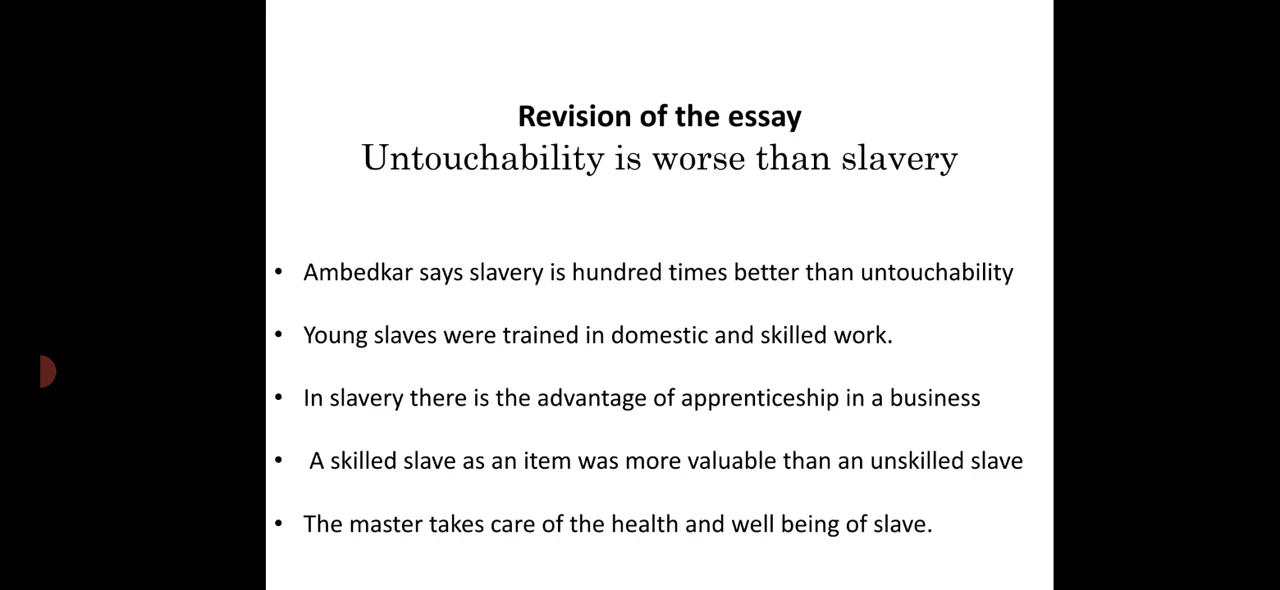 Revision of the essay
Untouchability is worse than slavery
• Ambedkar says slavery is hundred times better than untouchability
• Young slaves were trained in domestic and skilled work.
• In slavery there is the advantage of apprenticeship in a business
• A skilled slave as an item was more valuable than an unskilled slave
• The master takes care of the health and well being of slave.